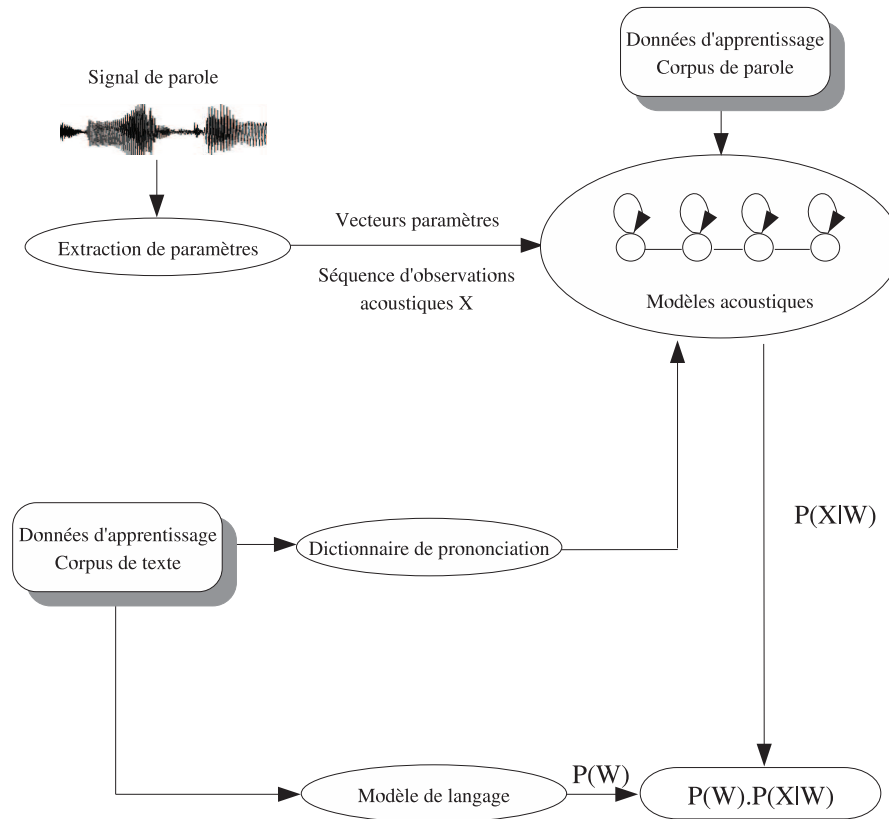 Données d'apprentissage
Corpus de parole
Signal de parole
Vecteurs paramètres
Extraction de paramètres
Séquence d'observations
acoustiques X
Modèles acoustiques
P(X|W)
Données d'apprentissage
Corpus de texte
Dictionnaire de prononciation
P(W)
Modèle de langage
P(W).P(X|W)